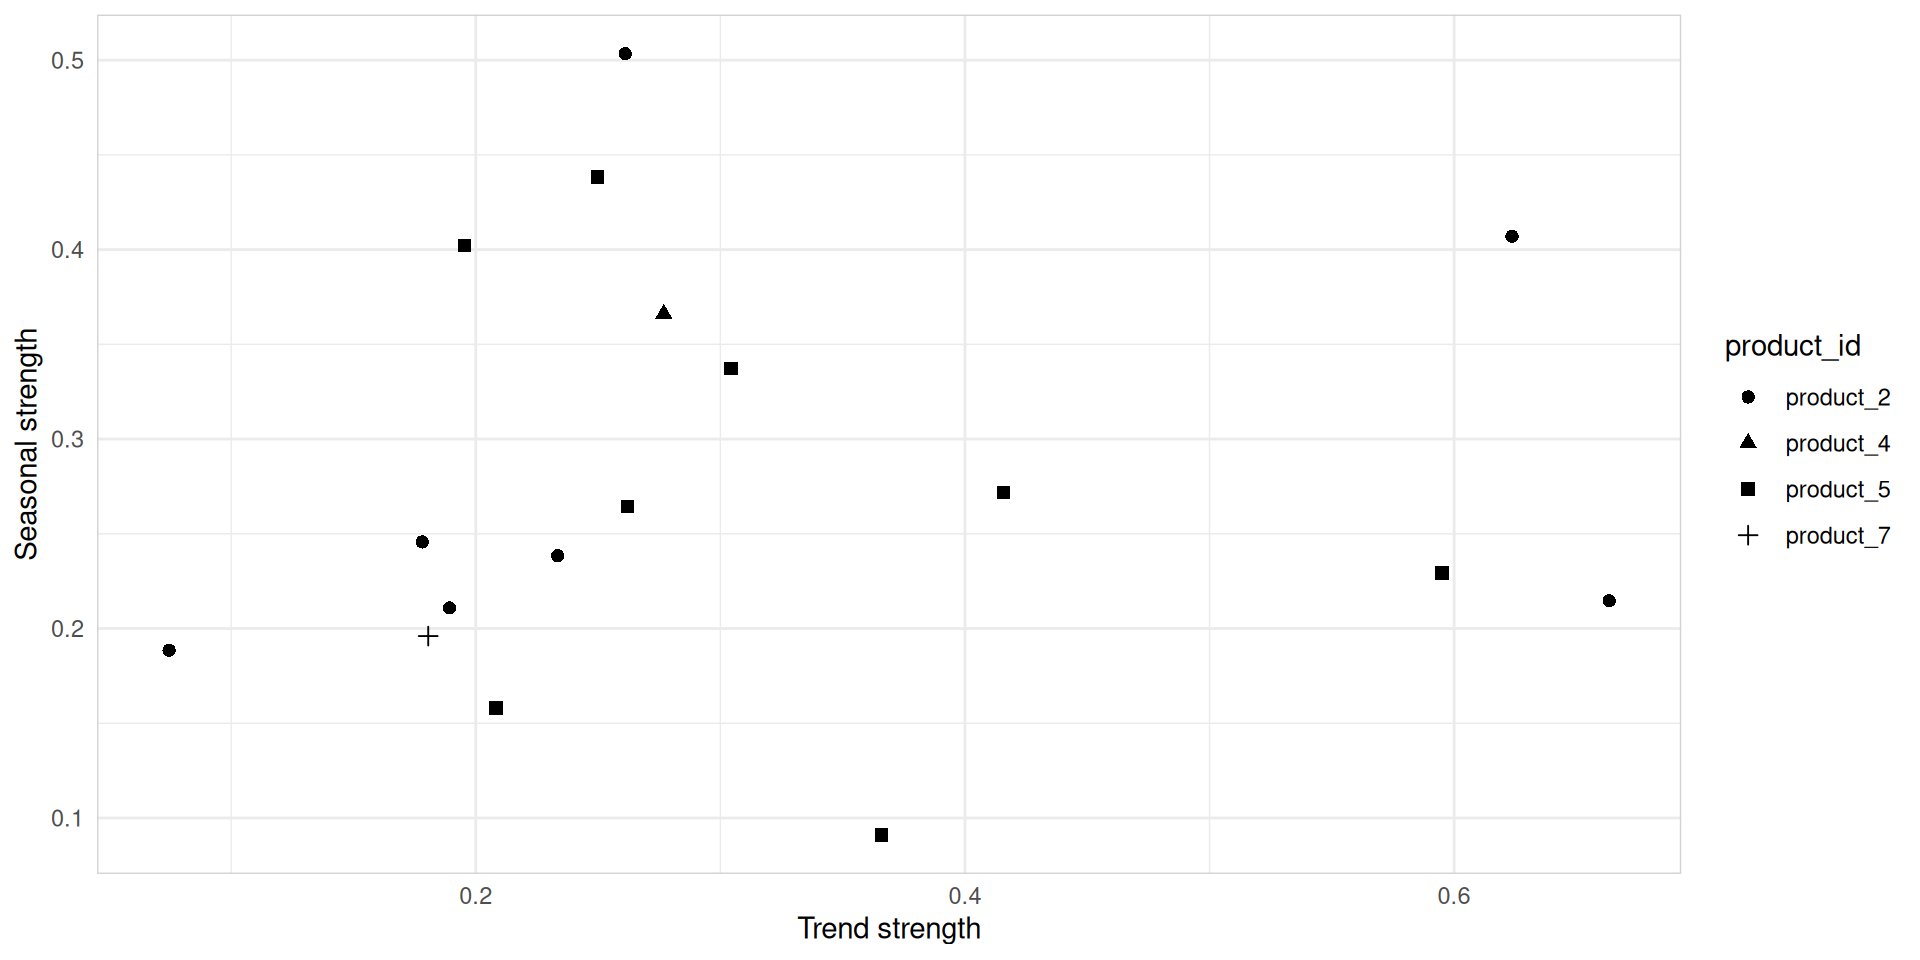 0.5
0.4
0.3
0.2
0.1
Seasonal strength
0.2
0.4
0.6
Trend strength
product_id
product_2
product_4
product_5
product_7